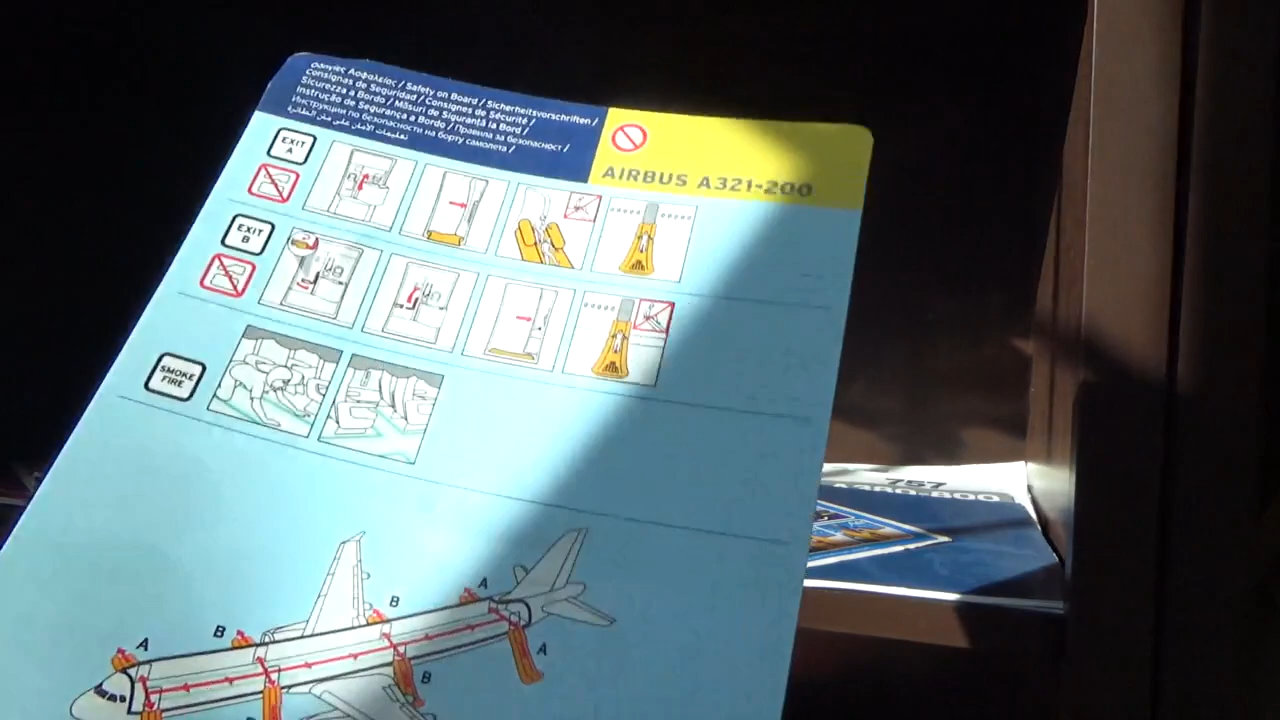 Οδηγίες Ασφαλείας / Safety on Board / Sicherheitsvorschriften /
Consignas de Seguridad / Consignes de Sécurité /
Sicurezza a Bordo / Măsuri de Siguranță la Bord /
Instrução de Segurança a Bordo / Правила за безопасност /
Инструкции по безопасности на борту самолета /
تعليمات الأمان على متن الطائرة
AIRBUS A321-200
EXIT
A
EXIT
B
SMOKE
FIRE
757
A380-800
A
B
B
A
A
B